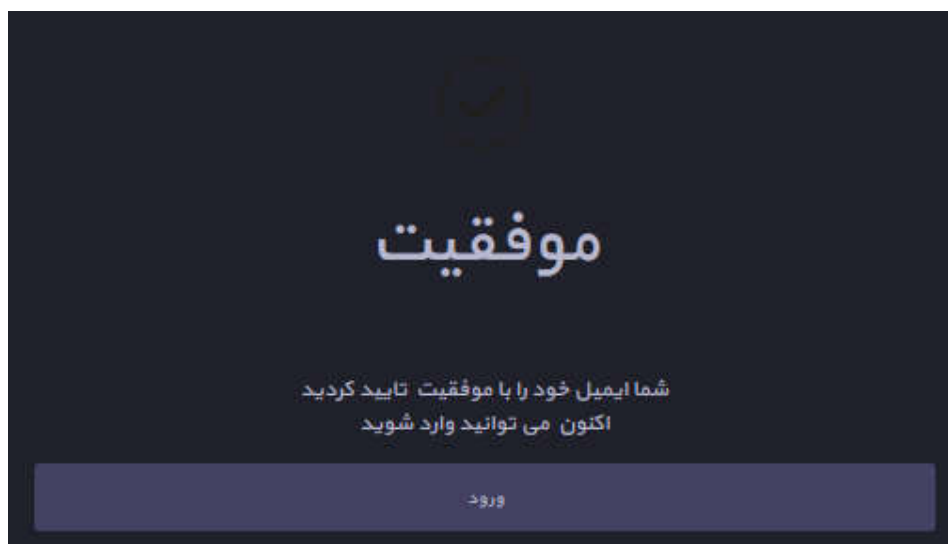 موفقیت
شما ایمیل خود را با موفقیت تایید کردید
اکنون می توانید وارد شوید
ورود